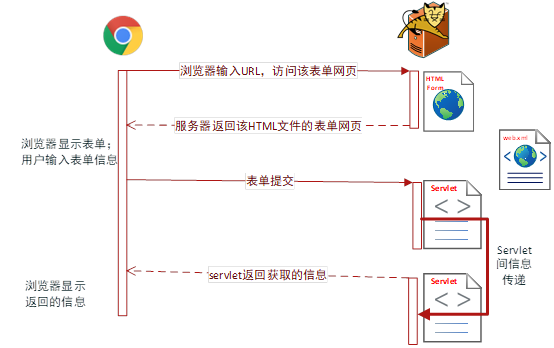 浏览器输入URL，访问该表单网页
HTML
Form
服务器返回该HTML文件的表单网页
浏览器显示表单；
用户输入表单信息
web.xml
表单提交
Servlet
Servlet
间信息
传递
servlet返回获取的信息
Servlet
浏览器显示
返回的信息